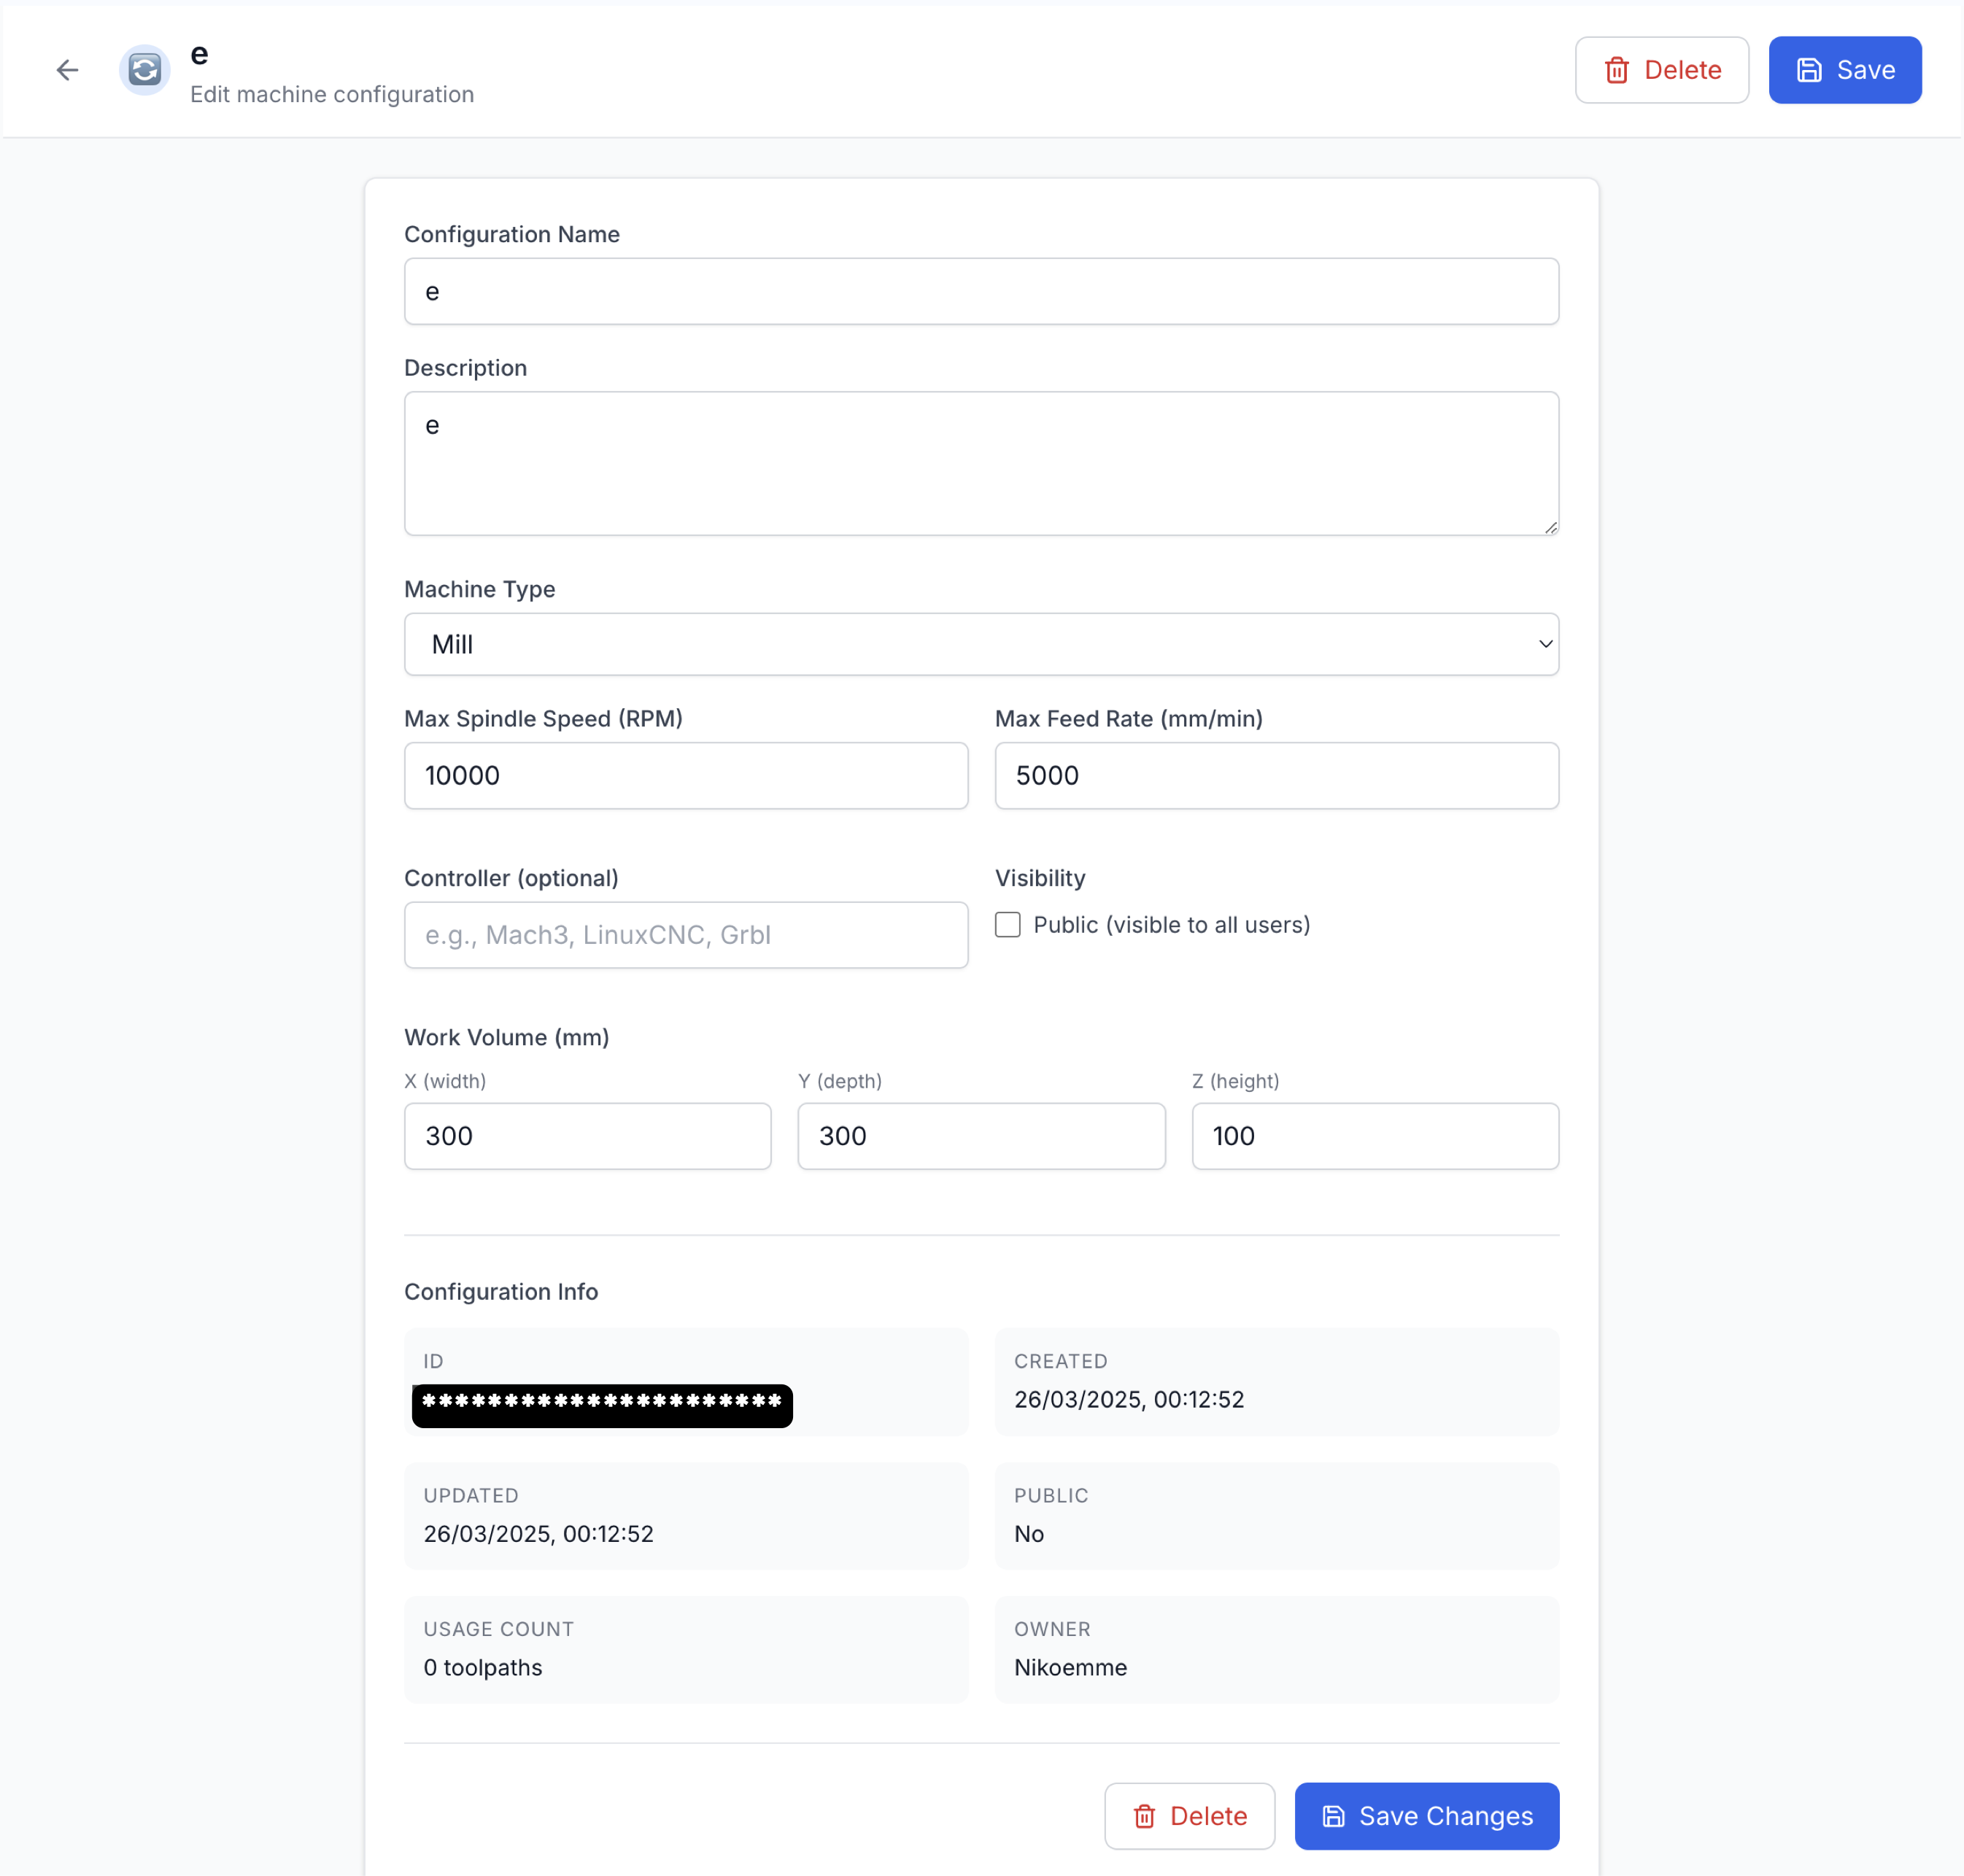 e
Edit machine configuration
Delete
Save
Configuration Name
e
Description
e
Machine Type
Mill
Max Spindle Speed (RPM) Max Feed Rate (mm/min)
10000 5000
Controller (optional) Visibility
e.g., Mach3, LinuxCNC, Grbl Public (visible to all users)
Work Volume (mm)
X (width) Y (depth) Z (height)
300 300 100
Configuration Info
ID CREATED
********************** 26/03/2025, 00:12:52
UPDATED PUBLIC
26/03/2025, 00:12:52 No
USAGE COUNT OWNER
0 toolpaths Nikoemme
Delete Save Changes